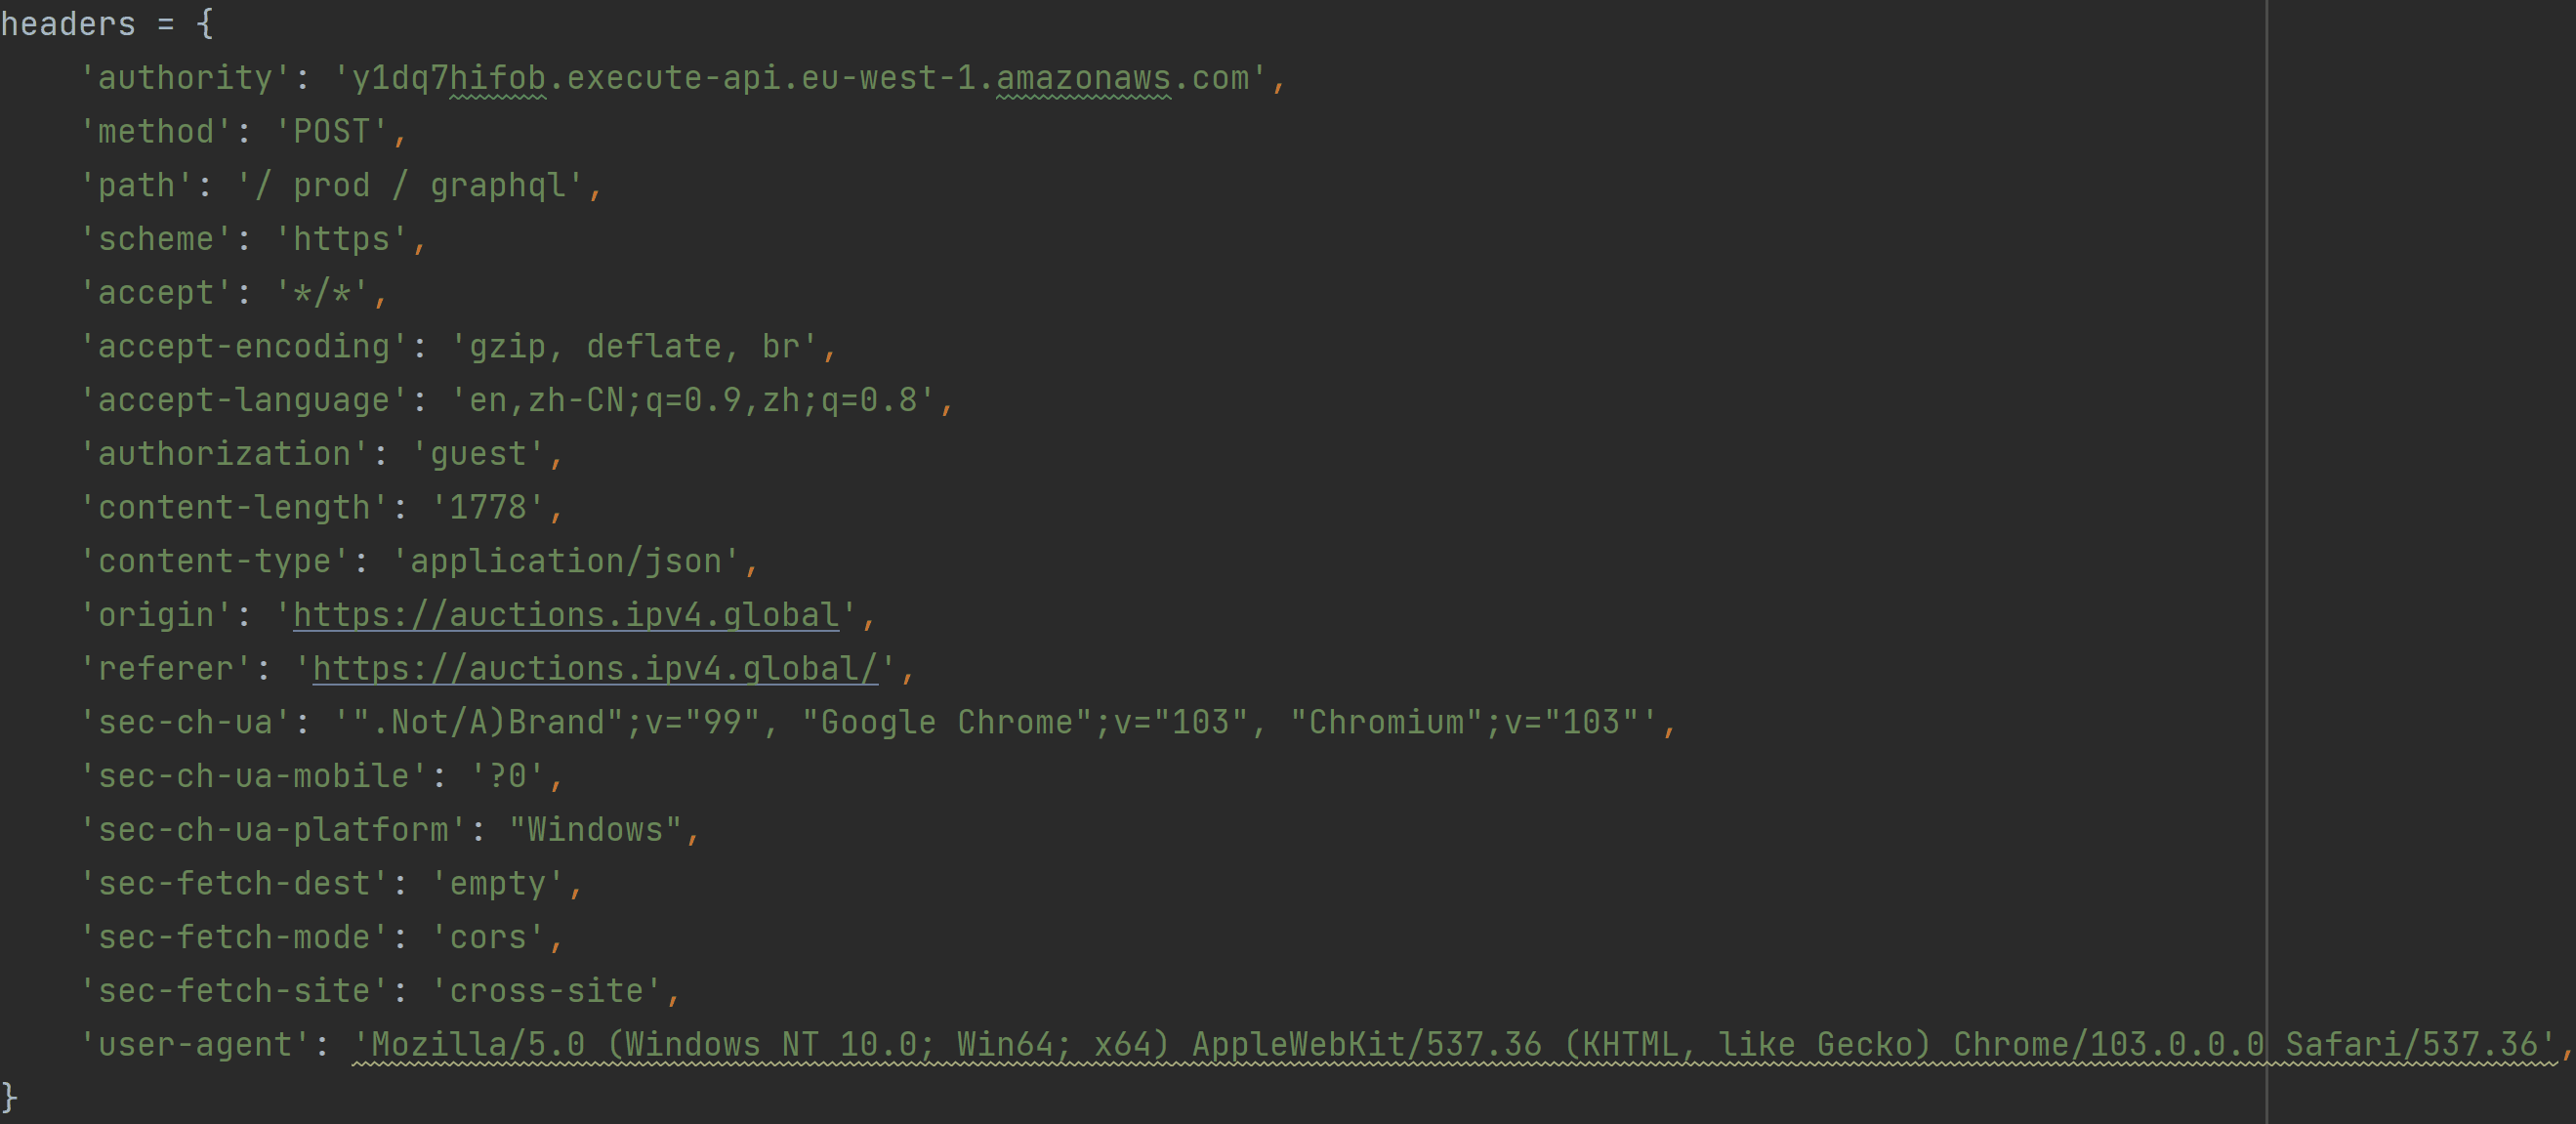 headers = {
    'authority': 'y1dq7hifob.execute-api.eu-west-1.amazonaws.com',
    'method': 'POST',
    'path': '/ prod / graphql',
    'scheme': 'https',
    'accept': '*/*',
    'accept-encoding': 'gzip, deflate, br',
    'accept-language': 'en,zh-CN;q=0.9,zh;q=0.8',
    'authorization': 'guest',
    'content-length': '1778',
    'content-type': 'application/json',
    'origin': 'https://auctions.ipv4.global',
    'referer': 'https://auctions.ipv4.global/',
    'sec-ch-ua': '".Not/A)Brand";v="99", "Google Chrome";v="103", "Chromium";v="103"',
    'sec-ch-ua-mobile': '?0',
    'sec-ch-ua-platform': "Windows",
    'sec-fetch-dest': 'empty',
    'sec-fetch-mode': 'cors',
    'sec-fetch-site': 'cross-site',
    'user-agent': 'Mozilla/5.0 (Windows NT 10.0; Win64; x64) AppleWebKit/537.36 (KHTML, like Gecko) Chrome/103.0.0.0 Safari/537.36',
}